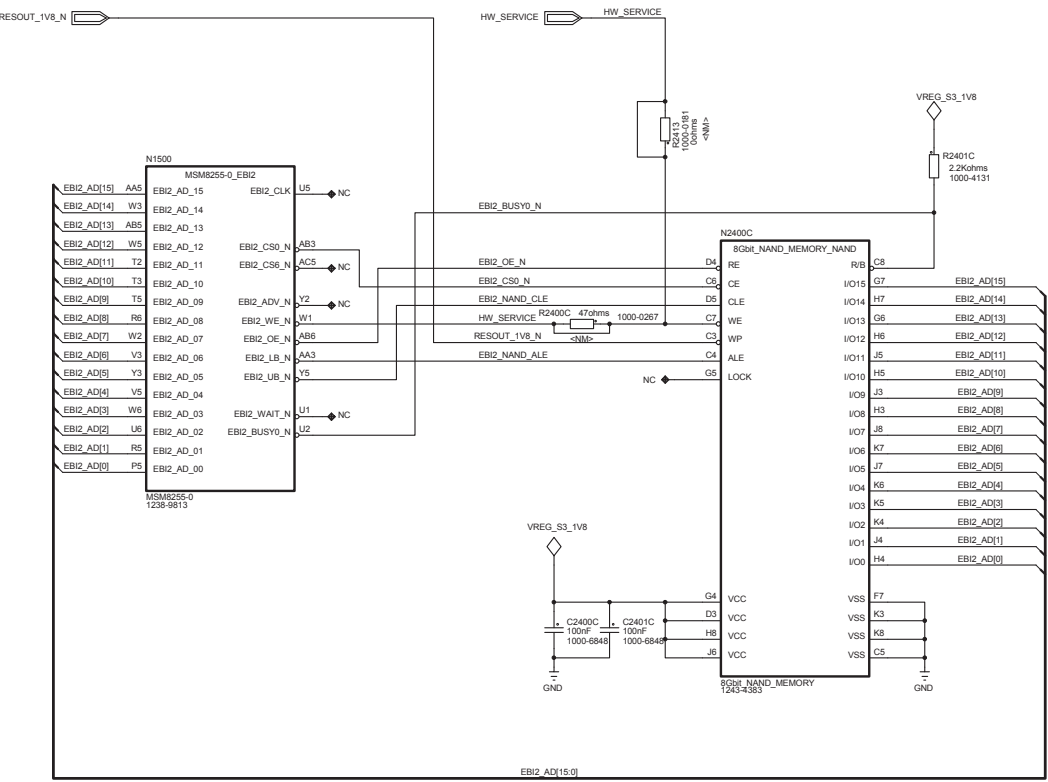 RESOUT_1V8_N
HW_SERVICE
HW_SERVICE
VREG_S3_1V8
R2413
1000-0181
0ohms
<NM>
R2401C
2.2Kohms
1000-4131
N1500
MSM8255-0_EBI2
EBI2_AD[15] AA5 EBI2_AD_15
EBI2_AD[14] W3 EBI2_AD_14
EBI2_AD[13] AB5 EBI2_AD_13
EBI2_AD[12] W5 EBI2_AD_12
EBI2_AD[11] T2 EBI2_AD_11
EBI2_AD[10] T3 EBI2_AD_10
EBI2_AD[9] T5 EBI2_AD_09
EBI2_AD[8] R6 EBI2_AD_08
EBI2_AD[7] W2 EBI2_AD_07
EBI2_AD[6] V3 EBI2_AD_06
EBI2_AD[5] Y3 EBI2_AD_05
EBI2_AD[4] V5 EBI2_AD_04
EBI2_AD[3] W6 EBI2_AD_03
EBI2_AD[2] U6 EBI2_AD_02
EBI2_AD[1] R5 EBI2_AD_01
EBI2_AD[0] P5 EBI2_AD_00
EBI2_CLK U5 NC
EBI2_CS0_N AB3
EBI2_CS6_N AC5 NC
EBI2_ADV_N Y2 NC
EBI2_WE_N W1
EBI2_OE_N AB6
EBI2_LB_N AA3
EBI2_UB_N Y5
EBI2_WAIT_N U1 NC
EBI2_BUSY0_N U2
MSM8255-0
1238-9813
EBI2_BUSY0_N
EBI2_OE_N
EBI2_CS0_N
EBI2_NAND_CLE
HW_SERVICE R2400C 47ohms 1000-0267
<NM>
RESOUT_1V8_N
EBI2_NAND_ALE
NC
N2400C
8Gbit_NAND_MEMORY_NAND
D4 RE
C6 CE
D5 CLE
C7 WE
C3 WP
C4 ALE
G5 LOCK
R/B C8
I/O15 G7 EBI2_AD[15]
I/O14 H7 EBI2_AD[14]
I/O13 G6 EBI2_AD[13]
I/O12 H6 EBI2_AD[12]
I/O11 J5 EBI2_AD[11]
I/O10 H5 EBI2_AD[10]
I/O9 J3 EBI2_AD[9]
I/O8 H3 EBI2_AD[8]
I/O7 J8 EBI2_AD[7]
I/O6 K7 EBI2_AD[6]
I/O5 J7 EBI2_AD[5]
I/O4 K6 EBI2_AD[4]
I/O3 K5 EBI2_AD[3]
I/O2 K4 EBI2_AD[2]
I/O1 J4 EBI2_AD[1]
I/O0 H4 EBI2_AD[0]
G4 VCC
D3 VCC
H8 VCC
J6 VCC
VSS F7
VSS K3
VSS K8
VSS C5
8Gbit_NAND_MEMORY
1243-4383
VREG_S3_1V8
C2400C
100nF
1000-6848
C2401C
100nF
1000-6848
GND
GND
EBI2_AD[15:0]